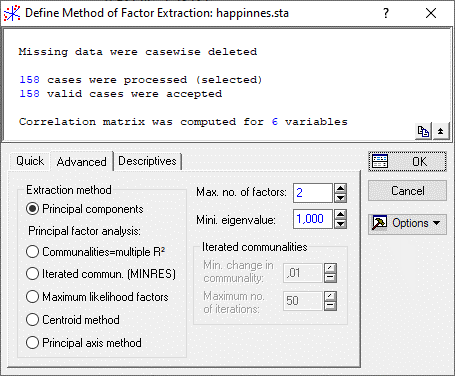 Define Method of Factor Extraction: happinnes.sta
Missing data were casewise deleted
158 cases were processed (selected)
158 valid cases were accepted
Correlation matrix was computed for 6 variables
Quick Advanced Descriptives
OK
Cancel
Options
Extraction method
Principal components
Principal factor analysis:
Communalities=multiple R²
Iterated commun. (MINRES)
Maximum likelihood factors
Centroid method
Principal axis method
Max. no. of factors: 2
Mini. eigenvalue: 1,000
Iterated communalities
Min. change in
communality: ,01
Maximum no.
of iterations: 50